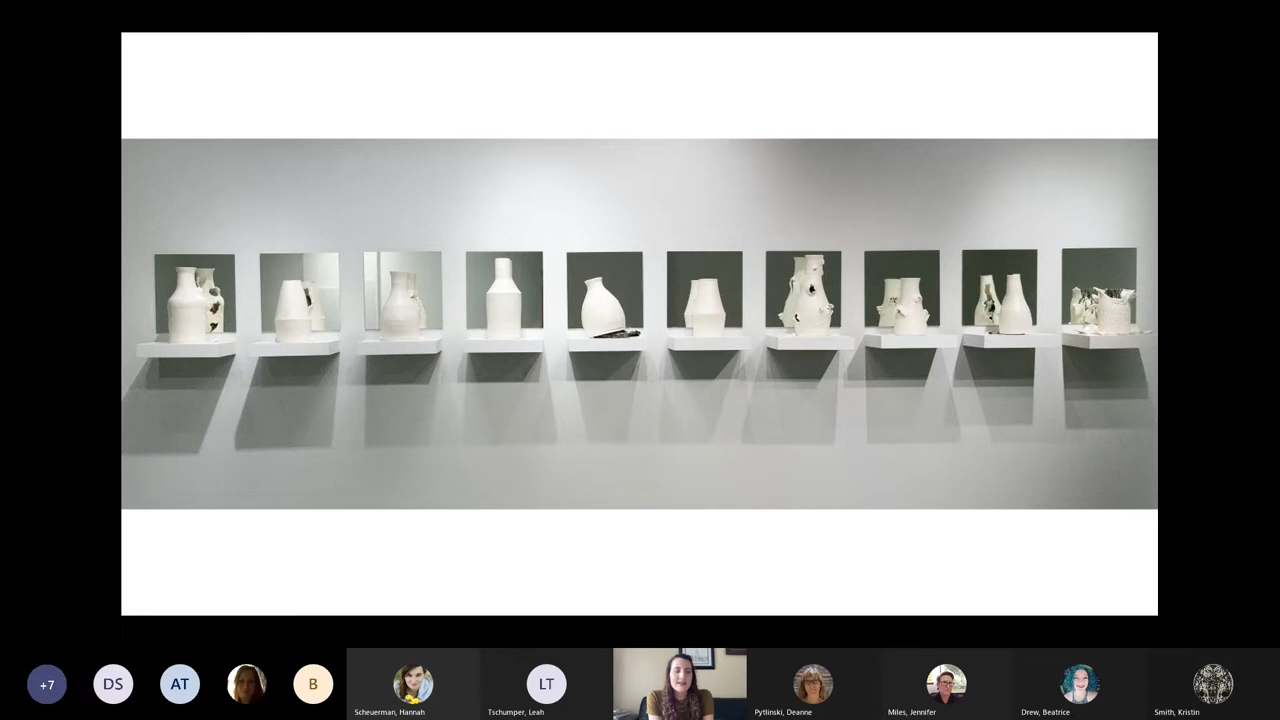 +7
DS
AT
B
Scheuerman, Hannah
LT
Tschumper, Leah
Pytlinski, Deanne
Miles, Jennifer
Drew, Beatrice
Smith, Kristin